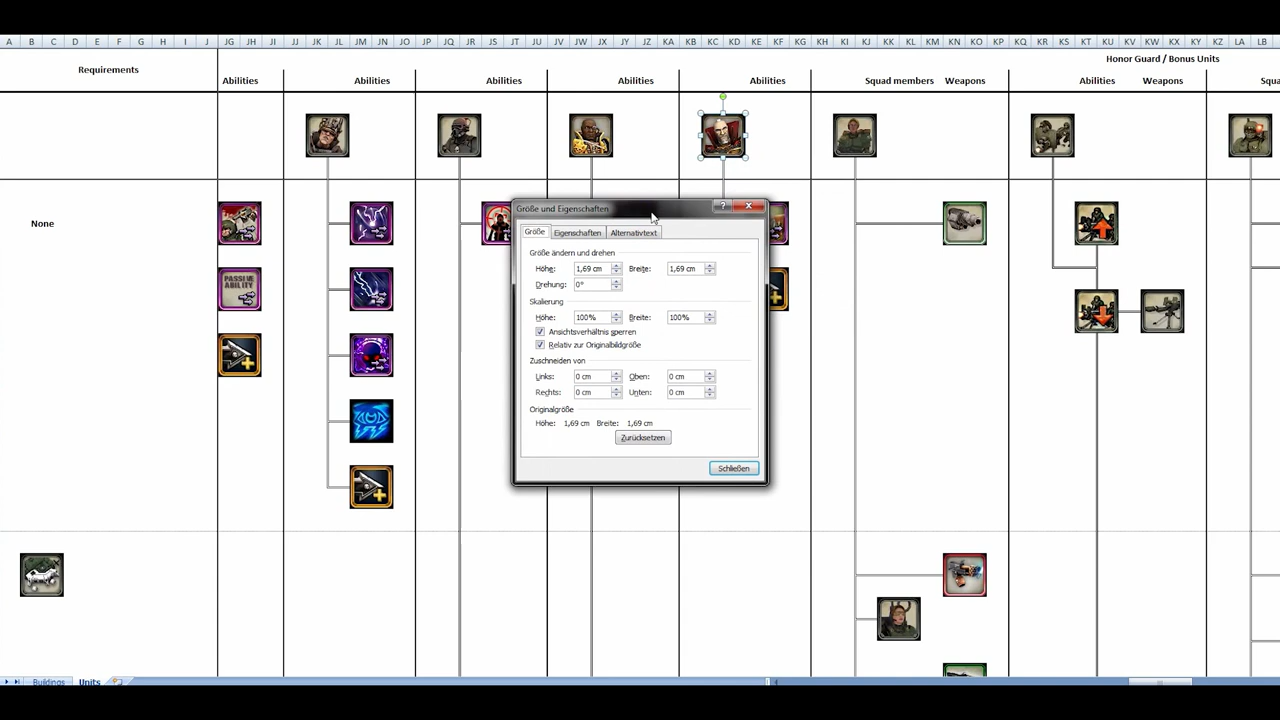 A B C D E F G H I J JG JH JI JJ JK JL JM JN JO JP JQ JR JS JT JU JV JW JX JY JZ KA KB KC KD KE KF KG KH KI KJ KK KL KM KN KO KP KQ KR KS KT KU KV KW KX KY KZ LA LB
Honor Guard / Bonus Units
Requirements
Abilities Abilities Abilities Abilities Abilities Squad members Weapons Abilities Weapons Squa
None
Größe und Eigenschaften
?
Größe Eigenschaften Alternativtext
Größe ändern und drehen
Höhe: 1,69 cm Breite: 1,69 cm
Drehung: 0°
Skalierung
Höhe: 100% Breite: 100%
Ansichtsverhältnis sperren
Relativ zur Originalbildgröße
Zuschneiden von
Links: 0 cm Oben: 0 cm
Rechts: 0 cm Unten: 0 cm
Originalgröße
Höhe: 1,69 cm Breite: 1,69 cm
Zurücksetzen
Schließen
PASSIVE
ABILITY
Buildings Units